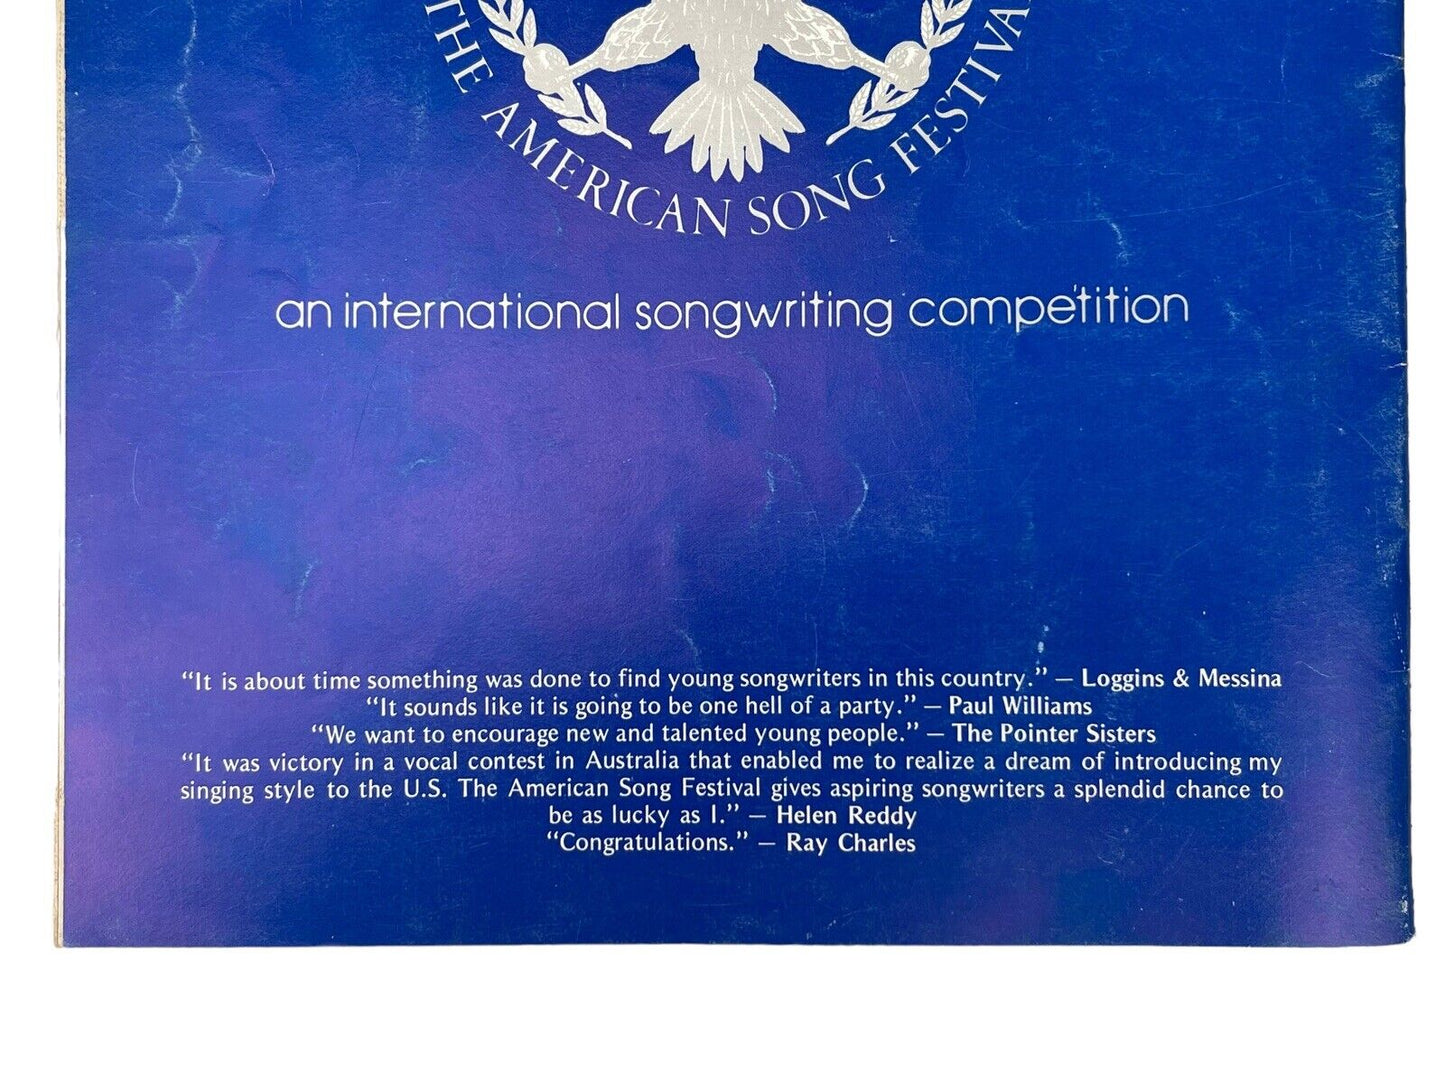 THE AMERICAN SONG FESTIVA
an international songwriting competition
“It is about time something was done to find young songwriters in this country.” — Loggins & Messina
“It sounds like it is going to be one hell of a party.” — Paul Williams
“We want to encourage new and talented young people.” — The Pointer Sisters
“It was victory in a vocal contest in Australia that enabled me to realize a dream of introducing my
singing style to the U.S. The American Song Festival gives aspiring songwriters a splendid chance to
be as lucky as I.” — Helen Reddy
“Congratulations.” — Ray Charles